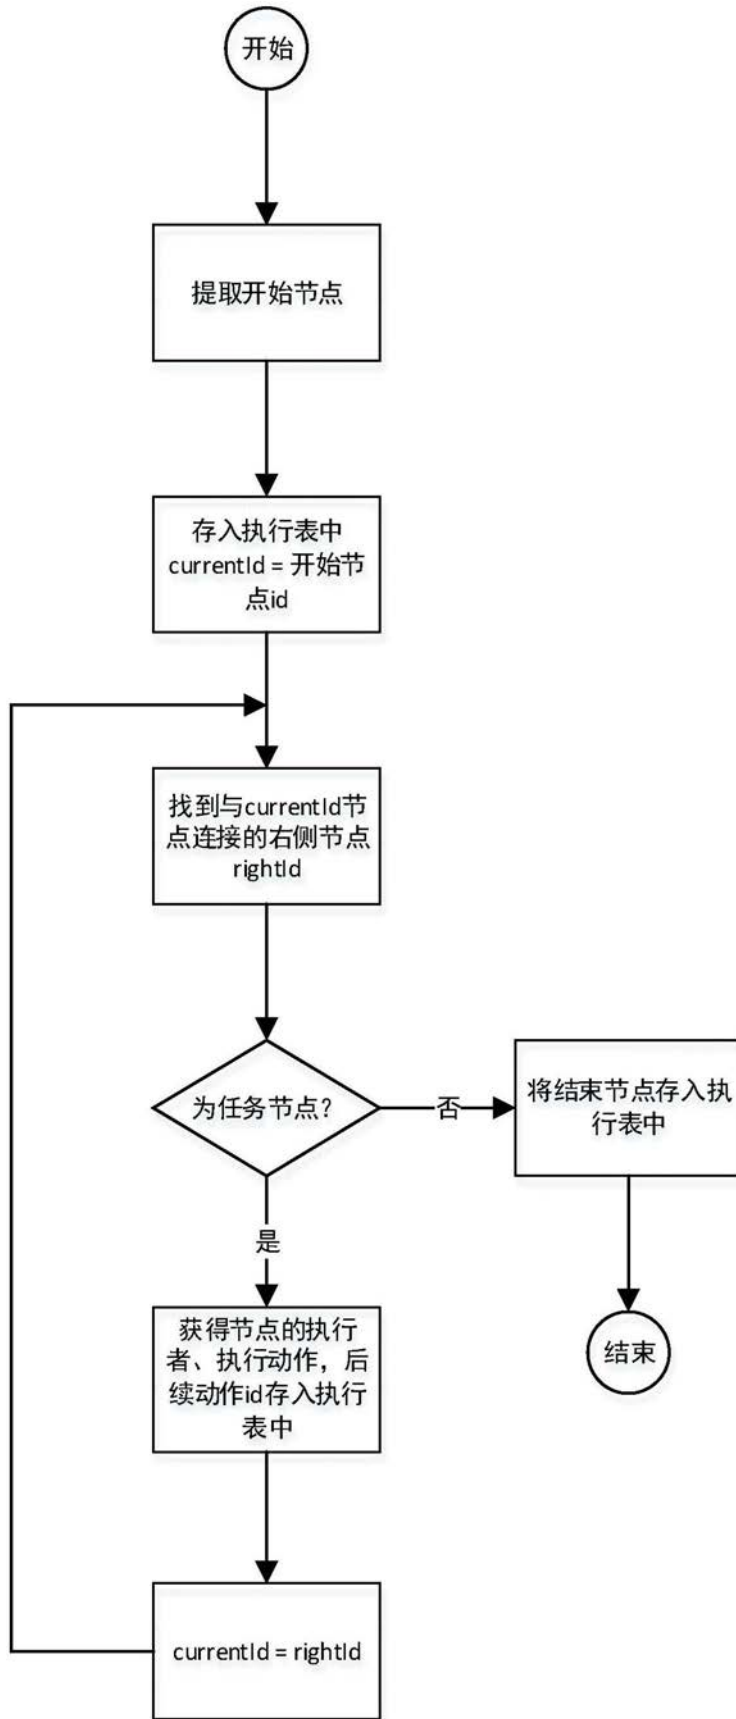 开始
提取开始节点
存入执行表中
currentId = 开始节
点id
找到与currentId节
点连接的右侧节点
rightId
为任务节点?
否
将结束节点存入执
行表中
是
结束
获得节点的执行
者、执行动作，后
续动作id存入执行
表中
currentId = rightId